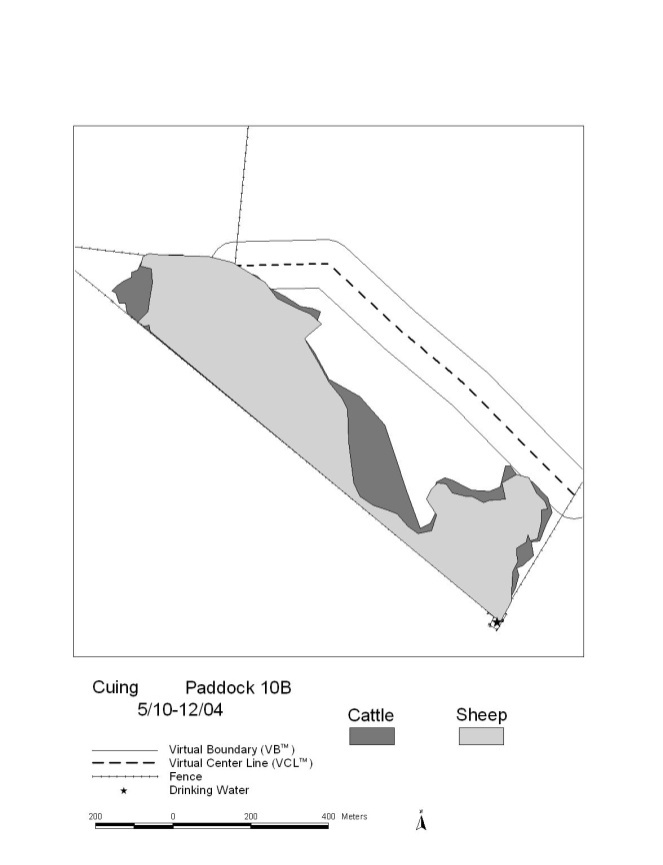 Cuing Paddock 10B
5/10-12/04
Cattle Sheep
Virtual Boundary (VB™)
Virtual Center Line (VCL™)
Fence
Drinking Water
200 0 200 400 Meters